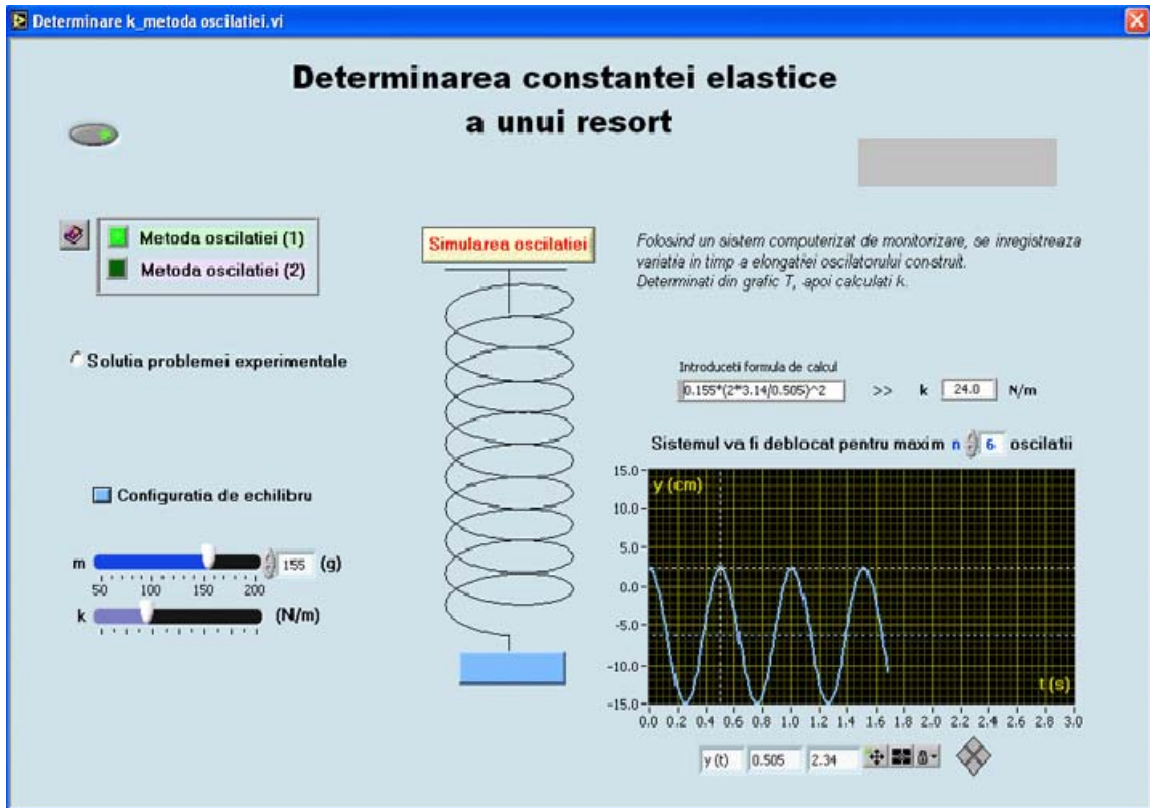 Determinare k_metoda oscilatiei.vi
Determinarea constantei elastice
a unui resort
Metoda oscilatiei (1)
Metoda oscilatiei (2)
Simularea oscilatiei
Folosind un sistem computerizat de monitorizare, se inregistreaza
variatia in timp a elongatiei oscilatorului construit.
Determinati din grafic T, apoi calculati k.
Solutia problemei experimentale
Introduceti formula de calcul
0.155*(2*3.14/0.505)^2 >> k 24.0 N/m
Sistemul va fi deblocat pentru maxim n 6 oscilatii
Configuratia de echilibru
m 155 (g)
50 100 150 200
k (N/m)
15.0
y (cm)
10.0
5.0
0.0
-5.0
-10.0
t (s)
-15.0
0.0 0.2 0.4 0.6 0.8 1.0 1.2 1.4 1.6 1.8 2.0 2.2 2.4 2.6 2.8 3.0
y (t) 0.505 2.34